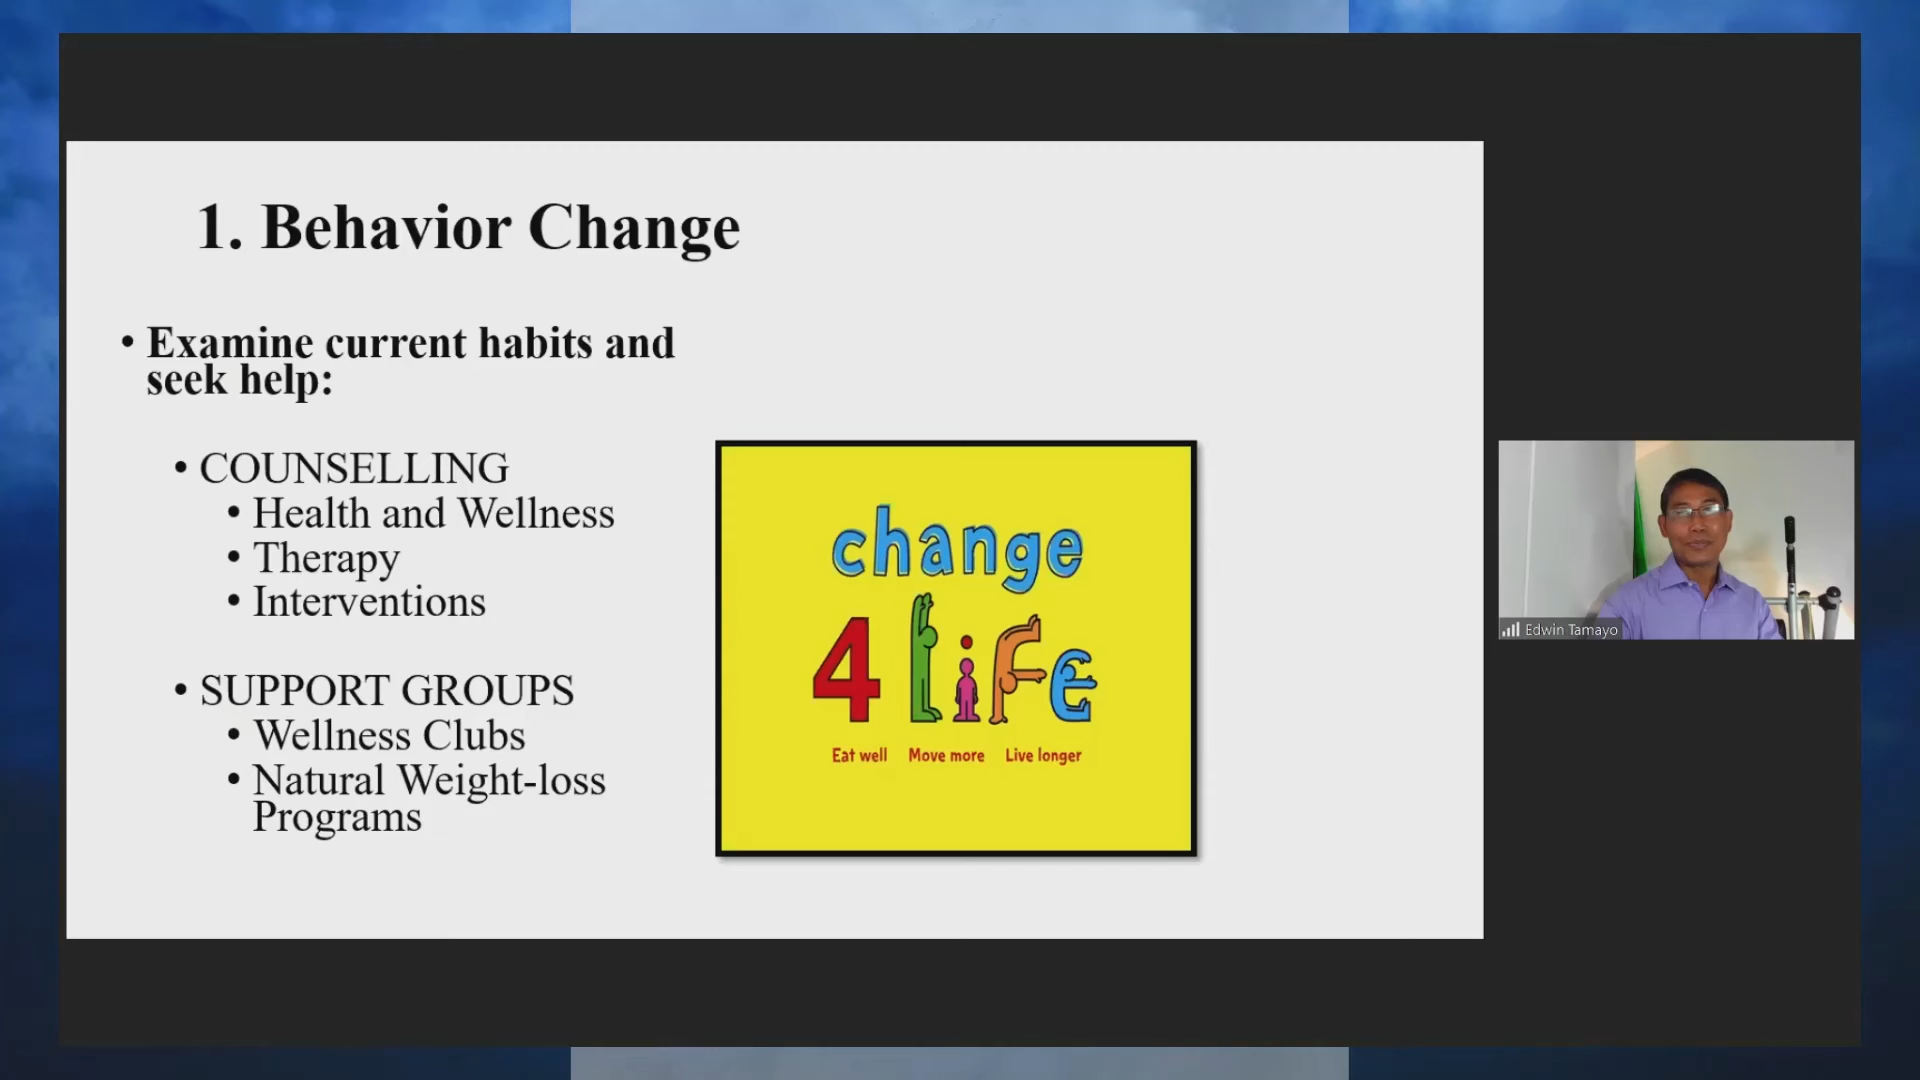 1. Behavior Change
• Examine current habits and
seek help:
• COUNSELLING
• Health and Wellness
• Therapy
• Interventions
• SUPPORT GROUPS
• Wellness Clubs
• Natural Weight-loss
Programs
change
4 LiFE
Eat well Move more Live longer
Edwin Tamayo